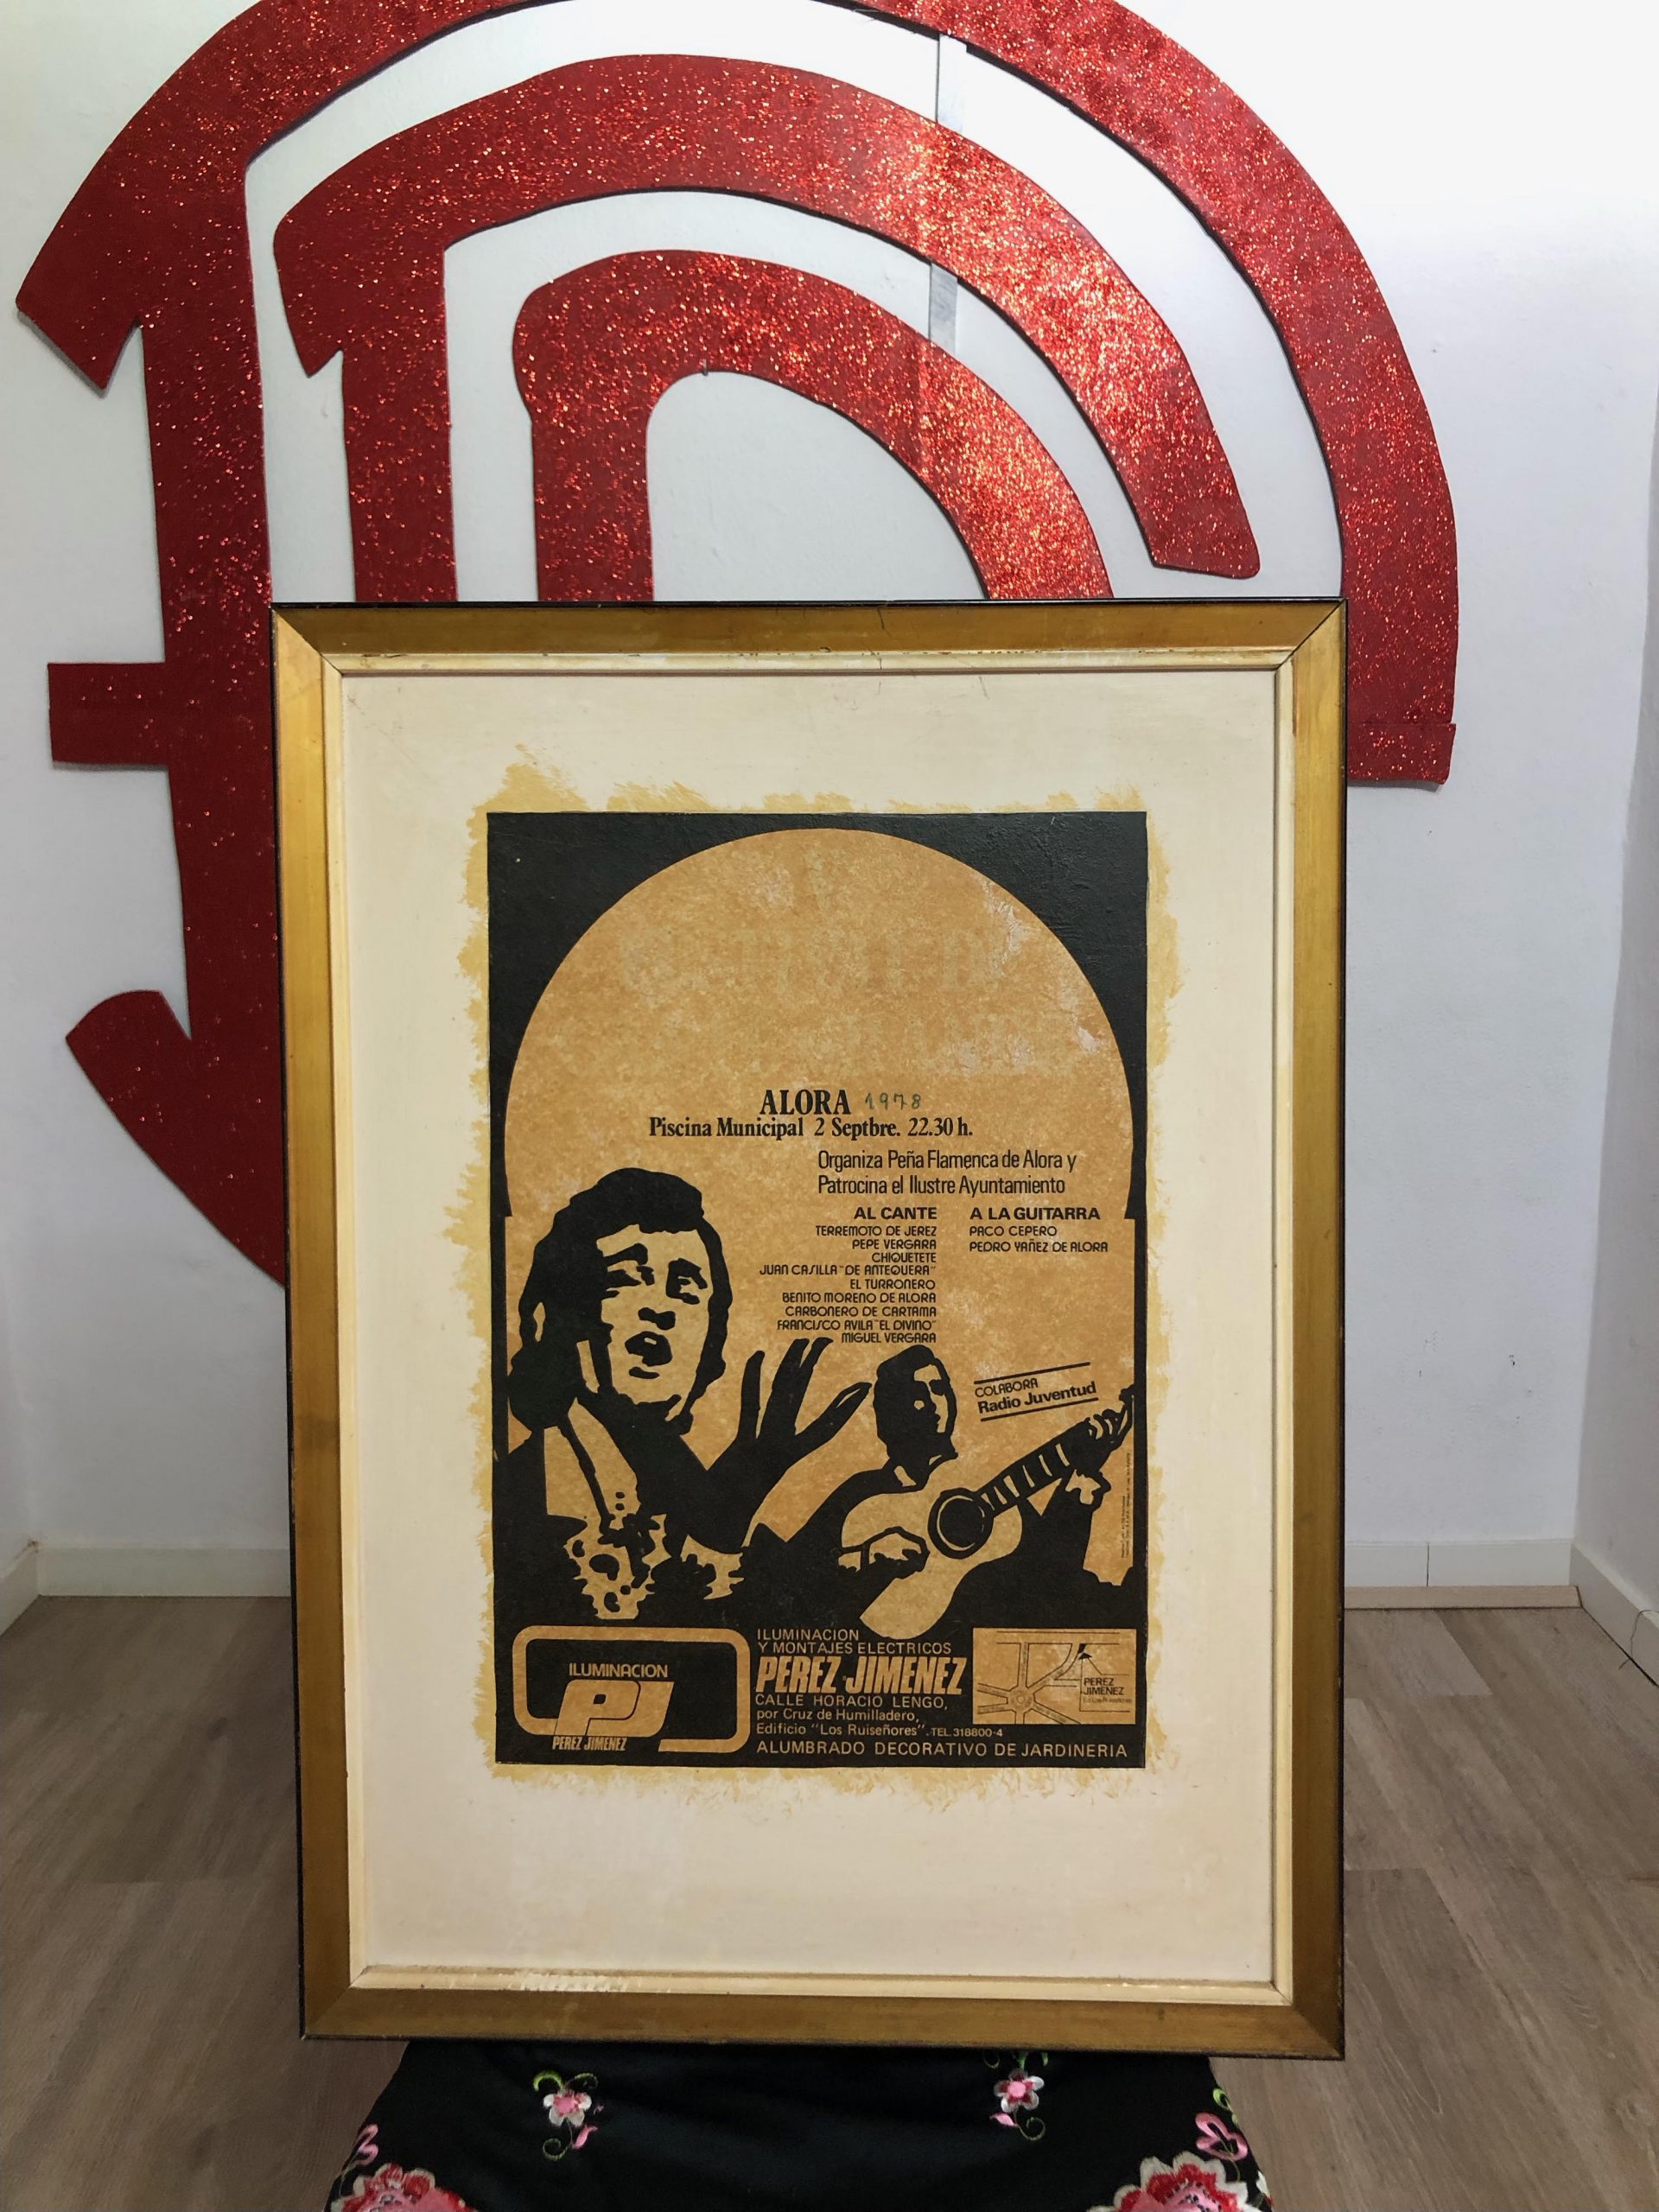 ALORA 1978
Piscina Municipal 2 Septbre. 22.30 h.
Organiza Peña Flamenca de Alora y
Patrocina el Ilustre Ayuntamiento
AL CANTE
TERREMOTO DE JEREZ
PEPE VERGARA
CHIQUETETE
JUAN CASILLA "DE ANTEQUERA"
EL TURRONERO
BENITO MORENO DE ALORA
CARBONERO DE CARTAMA
FRANCISCO AVILA "EL DIVINO"
MIGUEL VERGARA
A LA GUITARRA
PACO CEPERO
PEDRO YAÑEZ DE ALORA
COLABORA
Radio Juventud
ILUMINACION
PJ
PEREZ JIMENEZ
ILUMINACION
Y MONTAJES ELECTRICOS
PEREZ JIMENEZ
CALLE HORACIO LENGO,
por Cruz de Humilladero,
Edificio "Los Ruiseñores". TEL. 318800-4
ALUMBRADO DECORATIVO DE JARDINERIA
PEREZ
JIMENEZ